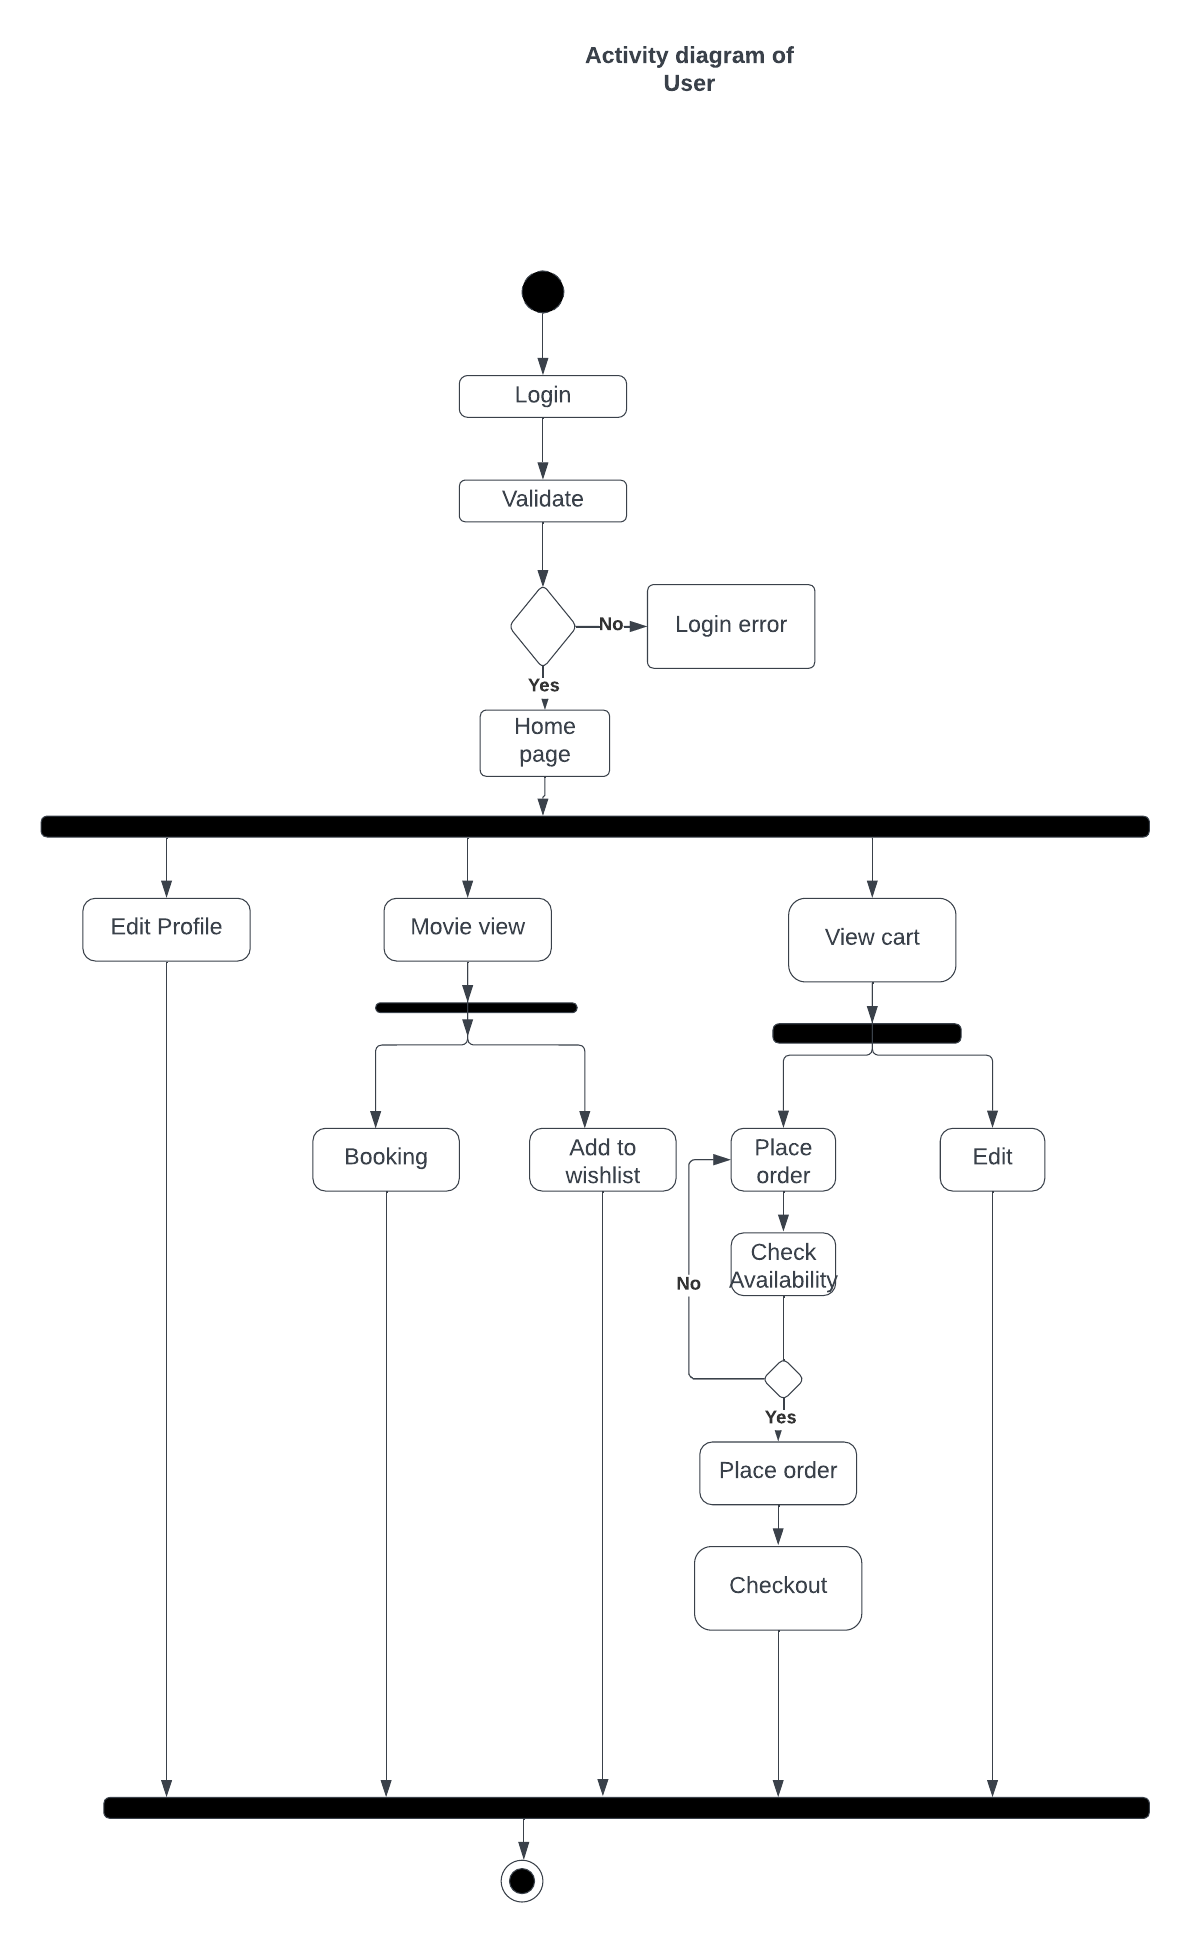 Activity diagram of
User
Login
Validate
No
Login error
Yes
Home
page
Edit Profile
Movie view
View cart
Booking
Add to
wishlist
Place
order
Edit
Check
Availability
No
Yes
Place order
Checkout